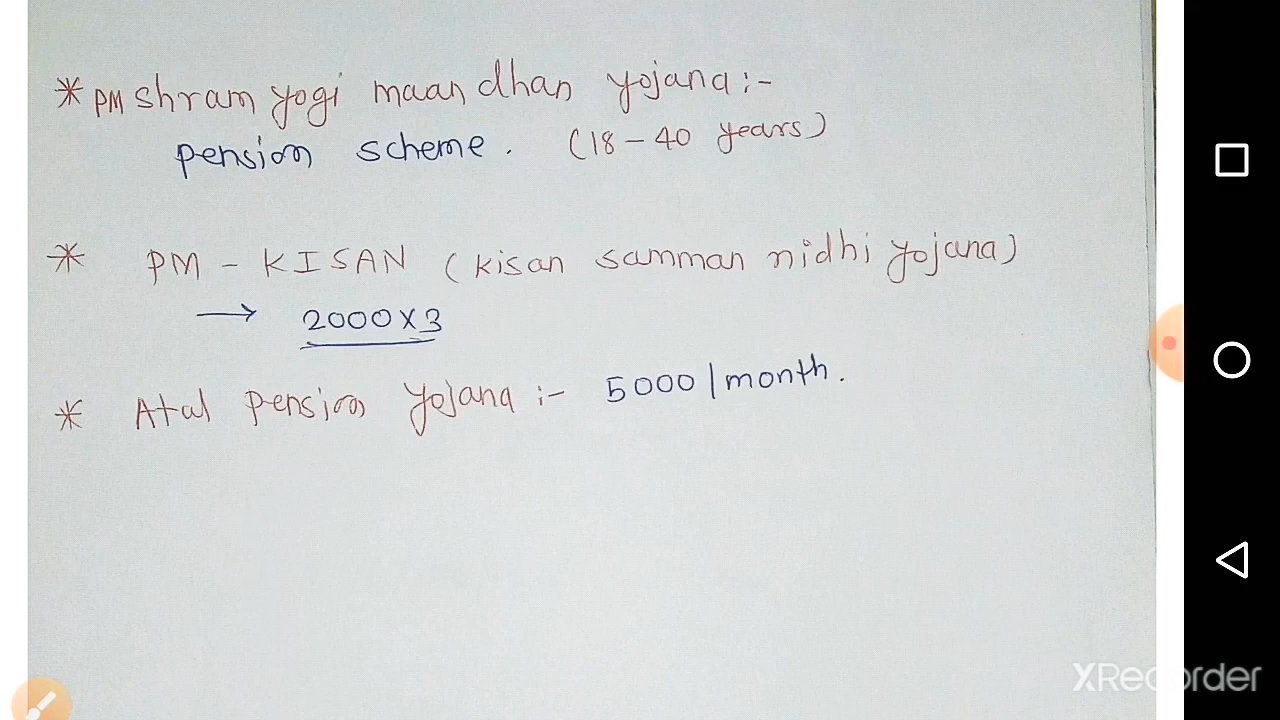 * PM shram yogi maan dhan yojana :-
pension scheme. (18 - 40 years)
* PM - KISAN (kisan samman nidhi yojana)
→ 2000 x 3
* Atal pension yojana :- 5000 / month.
XRecorder